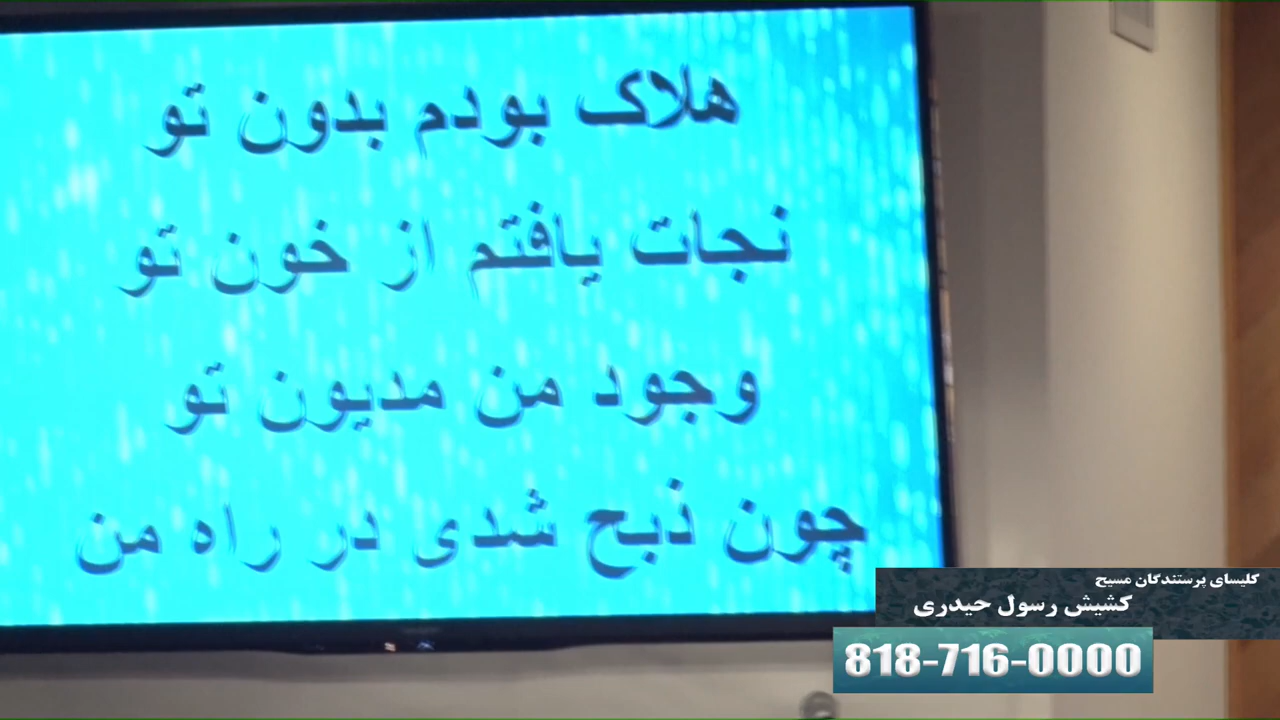 هلاک بودم بدون تو
نجات یافتم از خون تو
وجود من مدیون تو
چون ذبح شدی در راه من
کلیسای پرستندگان مسیح
کشیش رسول حیدری
818-716-0000